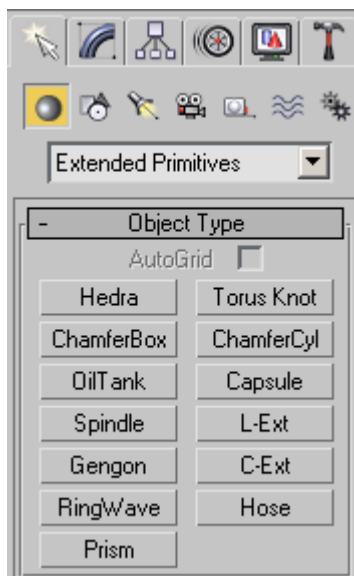 Extended Primitives
- Object Type
AutoGrid
Hedra Torus Knot
ChamferBox ChamferCyl
OilTank Capsule
Spindle L-Ext
Gengon C-Ext
RingWave Hose
Prism